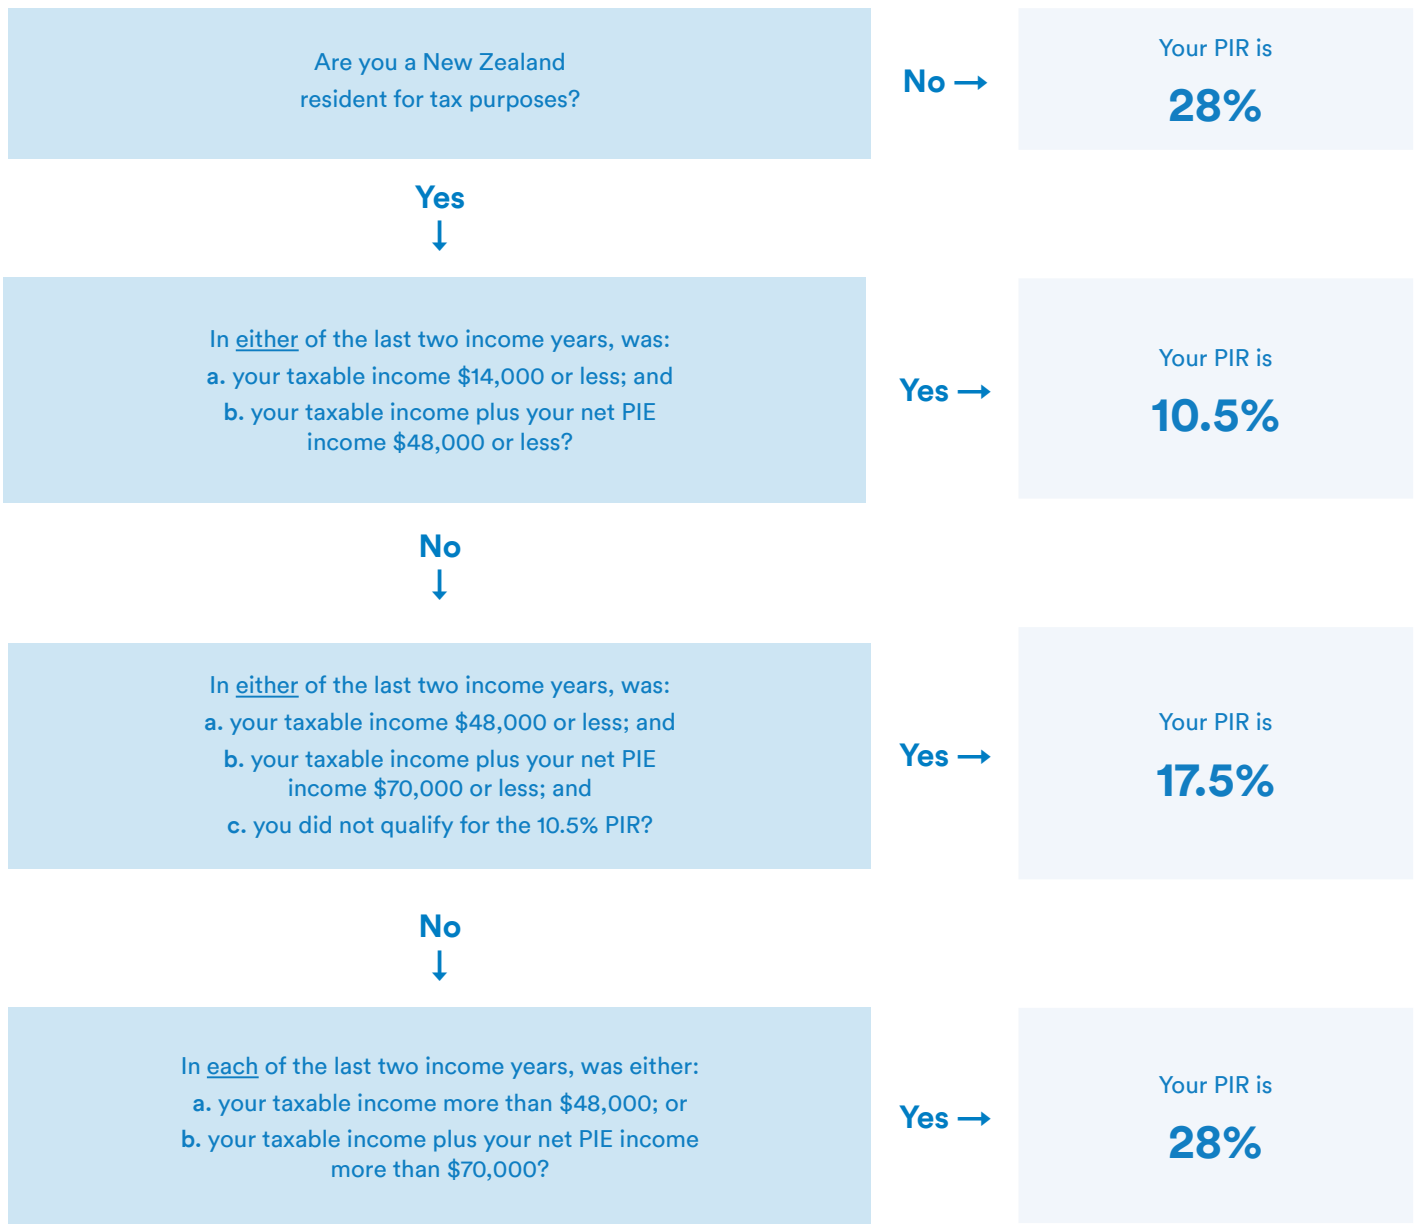 Are you a New Zealand
resident for tax purposes?
No →
Your PIR is
28%
Yes
↓
In either of the last two income years, was:
a. your taxable income $14,000 or less; and
b. your taxable income plus your net PIE
income $48,000 or less?
Yes →
Your PIR is
10.5%
No
↓
In either of the last two income years, was:
a. your taxable income $48,000 or less; and
b. your taxable income plus your net PIE
income $70,000 or less; and
c. you did not qualify for the 10.5% PIR?
Yes →
Your PIR is
17.5%
No
↓
In each of the last two income years, was either:
a. your taxable income more than $48,000; or
b. your taxable income plus your net PIE income
more than $70,000?
Yes →
Your PIR is
28%